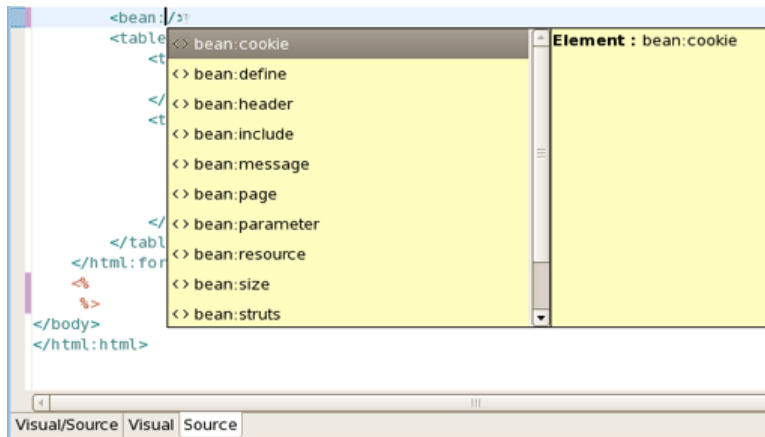 <bean:/>
<table
<> bean:cookie
Element : bean:cookie
<t
<> bean:define
</
<> bean:header
<t
<> bean:include
<> bean:message
<> bean:page
</
<> bean:parameter
</tabl
<> bean:resource
</html:for
<%
<> bean:size
%>
<> bean:struts
</body>
</html:html>
Visual/Source Visual Source